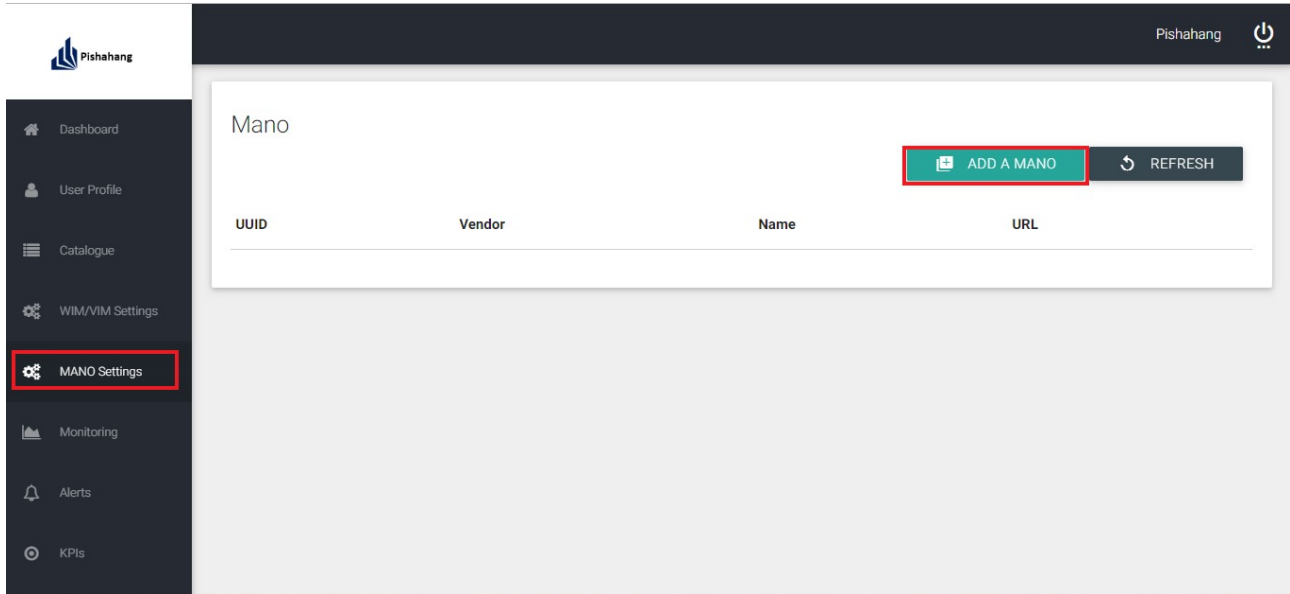 Pishahang
Pishahang
Dashboard
User Profile
Catalogue
WIM/VIM Settings
MANO Settings
Monitoring
Alerts
KPIs
Mano
ADD A MANO REFRESH
UUID Vendor Name URL